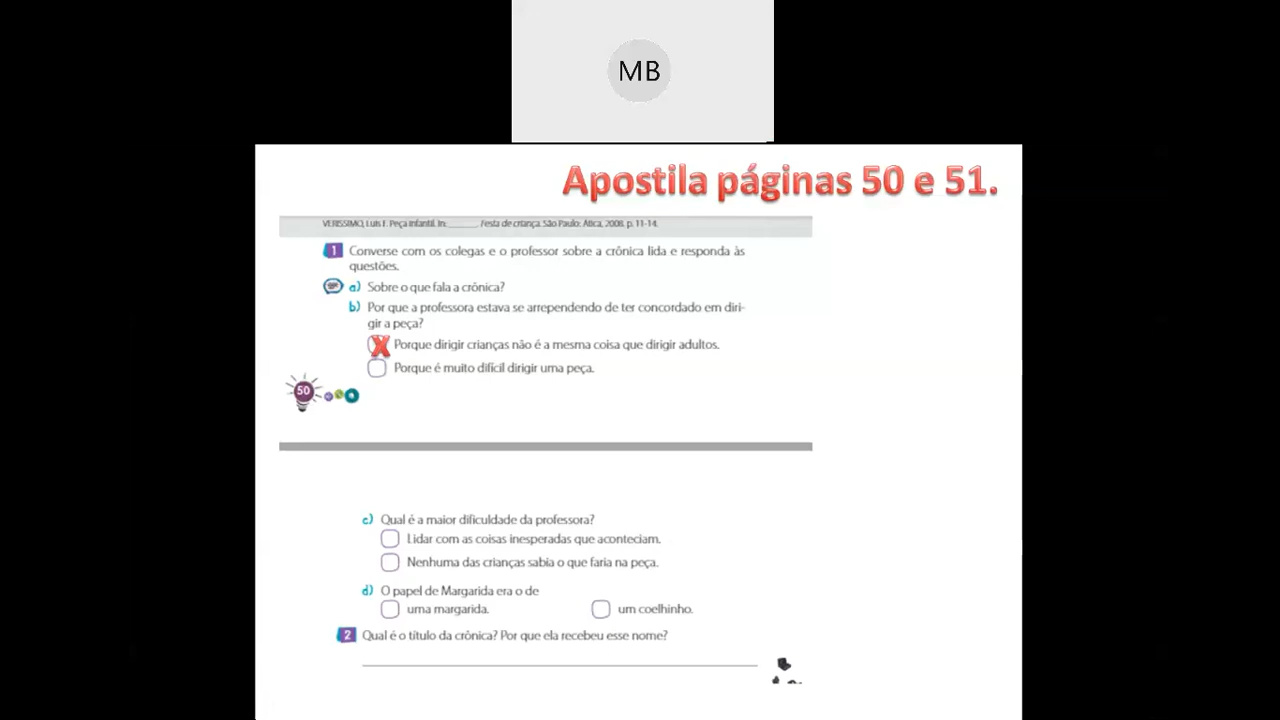 MB
Apostila páginas 50 e 51.
VERISSIMO, Luis F. Peça infantil. In:______. Festa de criança. São Paulo: Ática, 2008. p. 11-14.
1 Converse com os colegas e o professor sobre a crônica lida e responda às
questões.
a) Sobre o que fala a crônica?
b) Por que a professora estava se arrependendo de ter concordado em diri-
gir a peça?
X Porque dirigir crianças não é a mesma coisa que dirigir adultos.
Porque é muito difícil dirigir uma peça.
50
c) Qual é a maior dificuldade da professora?
Lidar com as coisas inesperadas que aconteciam.
Nenhuma das crianças sabia o que faria na peça.
d) O papel de Margarida era o de
uma margarida. um coelhinho.
2 Qual é o título da crônica? Por que ela recebeu esse nome?